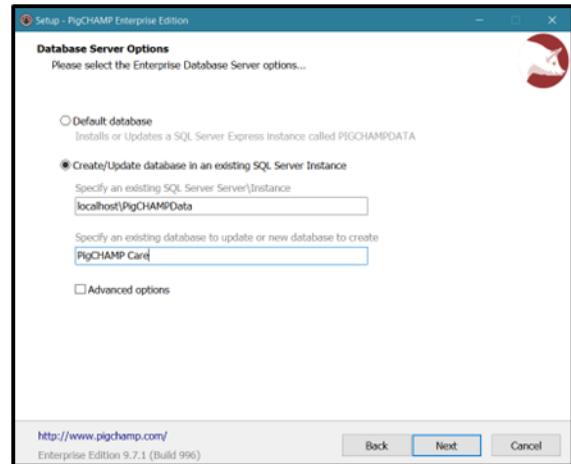 Setup - PigCHAMP Enterprise Edition
Database Server Options
Please select the Enterprise Database Server options...
Default database
Installs or Updates a SQL Server Express instance called PIGCHAMPDATA
Create/Update database in an existing SQL Server Instance
Specify an existing SQL Server Server\Instance
localhost\PigCHAMPData
Specify an existing database to update or new database to create
PigCHAMP Care
Advanced options
http://www.pigchamp.com/
Enterprise Edition 9.7.1 (Build 996)
Back Next Cancel